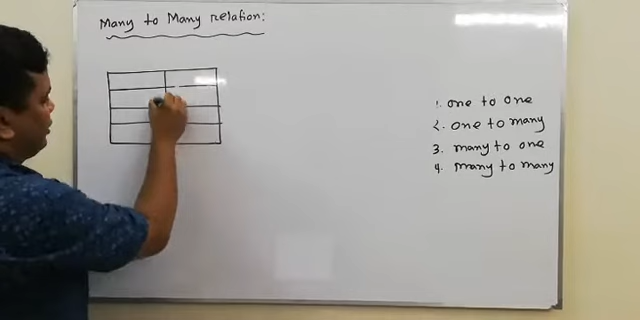 Many to Many relation:
1. one to one
2. one to many
3. many to one
4. many to many